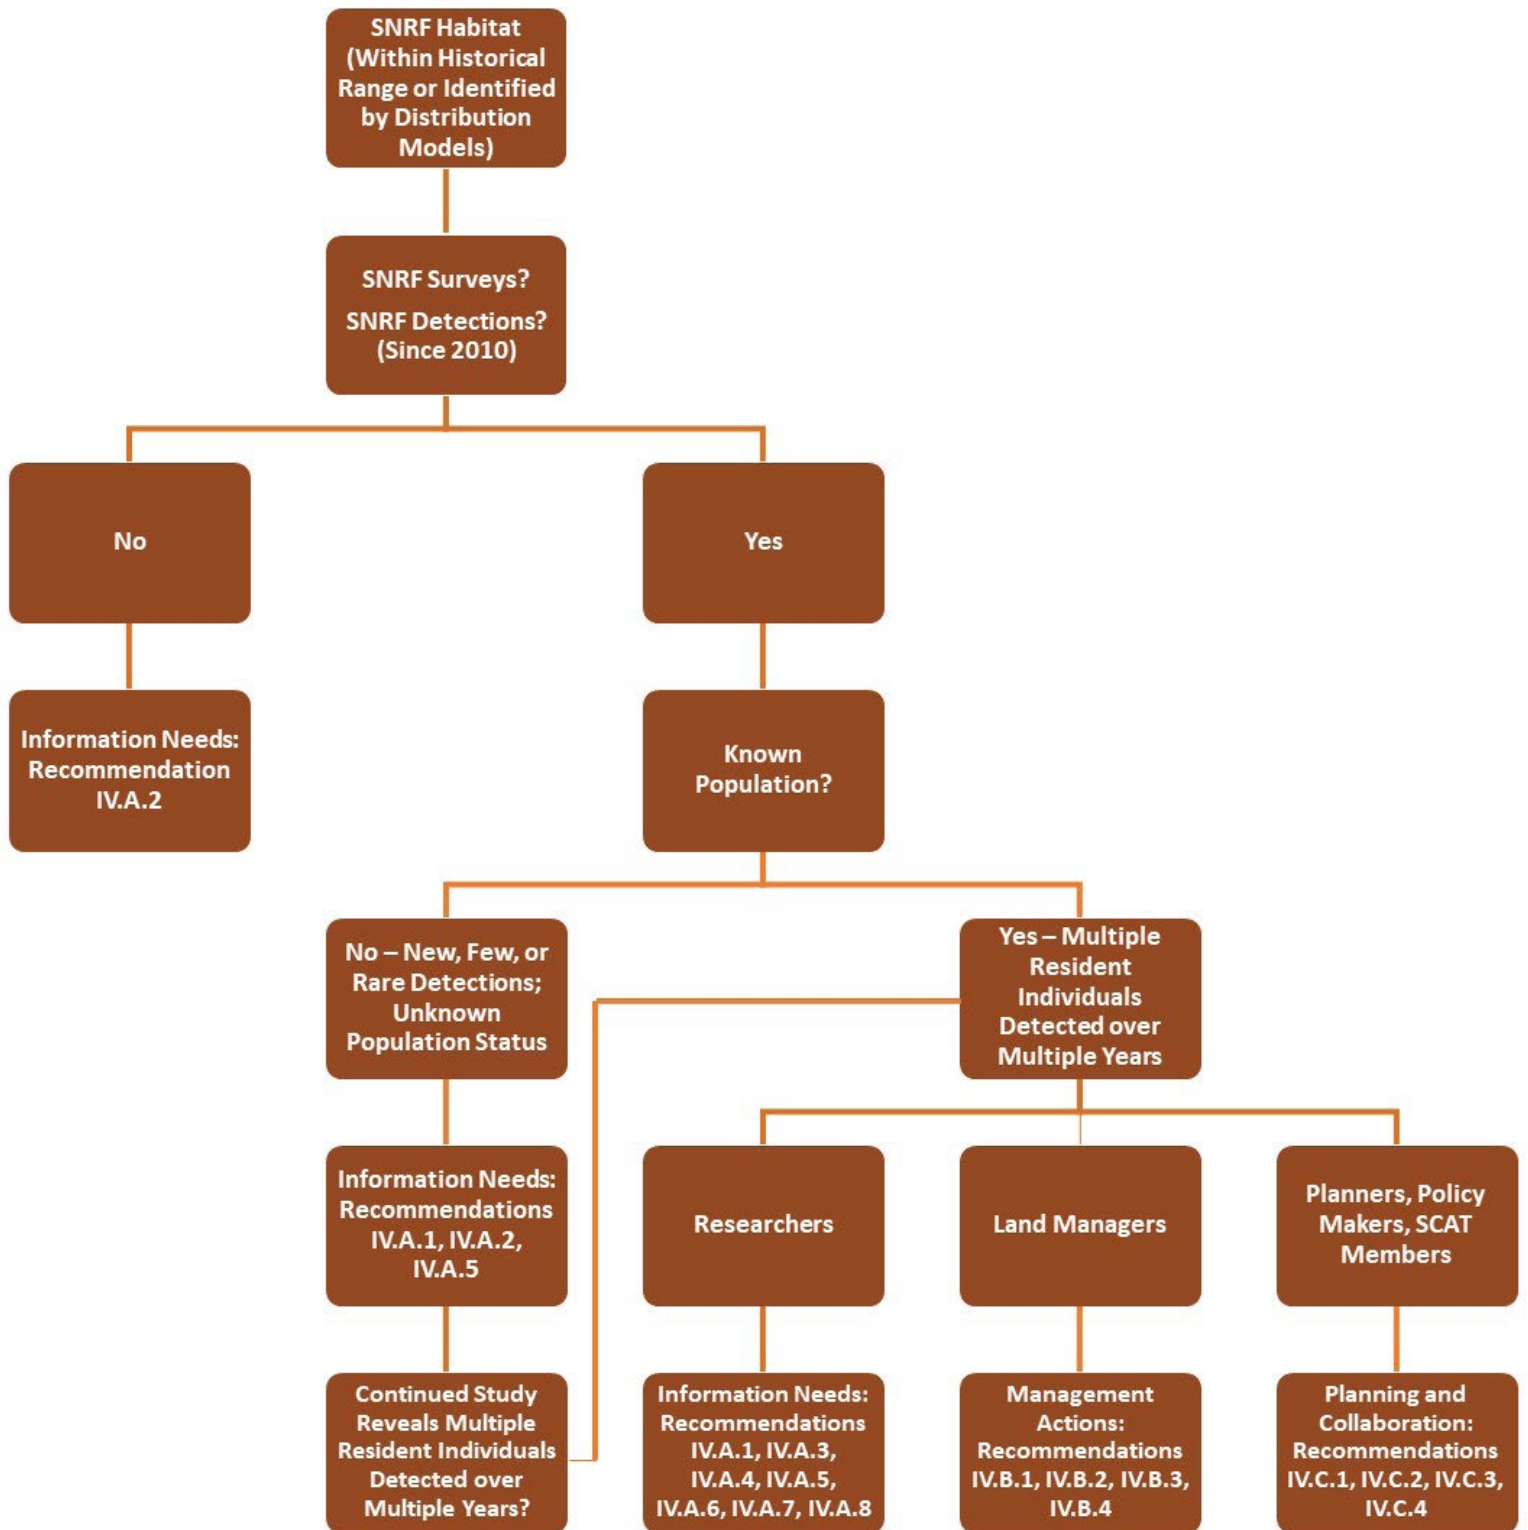 SNRF Habitat
(Within Historical
Range or Identified
by Distribution
Models)
SNRF Surveys?
SNRF Detections?
(Since 2010)
No
Yes
Information Needs:
Recommendation
IV.A.2
Known
Population?
No – New, Few, or
Rare Detections;
Unknown
Population Status
Yes – Multiple
Resident
Individuals
Detected over
Multiple Years
Information Needs:
Recommendations
IV.A.1, IV.A.2,
IV.A.5
Researchers
Land Managers
Planners, Policy
Makers, SCAT
Members
Continued Study
Reveals Multiple
Resident Individuals
Detected over
Multiple Years?
Information Needs:
Recommendations
IV.A.1, IV.A.3,
IV.A.4, IV.A.5,
IV.A.6, IV.A.7, IV.A.8
Management
Actions:
Recommendations
IV.B.1, IV.B.2, IV.B.3,
IV.B.4
Planning and
Collaboration:
Recommendations
IV.C.1, IV.C.2, IV.C.3,
IV.C.4